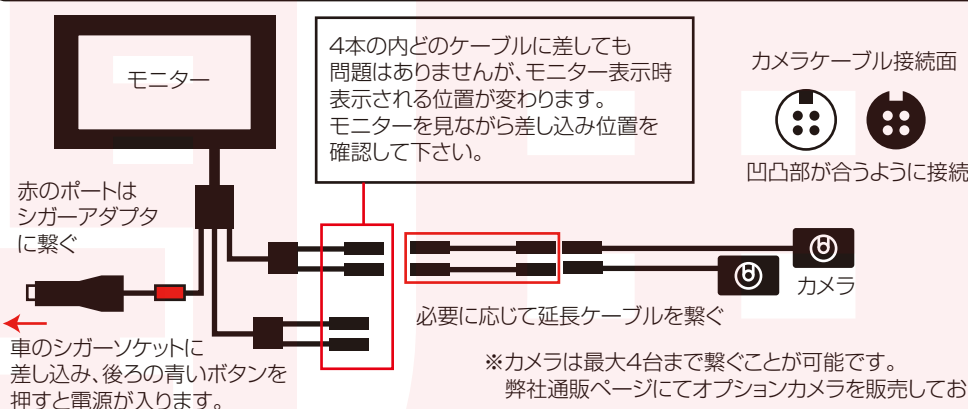 モニター
4本の内どのケーブルに差しても
問題はありませんが、モニター表示時
表示される位置が変わります。
モニターを見ながら差し込み位置を
確認して下さい。
カメラケーブル接続面
凹凸部が合うように接続
赤のポートは
シガーアダプタ
に繋ぐ
カメラ
必要に応じて延長ケーブルを繋ぐ
車のシガーソケットに
差し込み、後ろの青いボタンを
押すと電源が入ります。
※カメラは最大4台まで繋ぐことが可能です。
弊社通販ページにてオプションカメラを販売してお